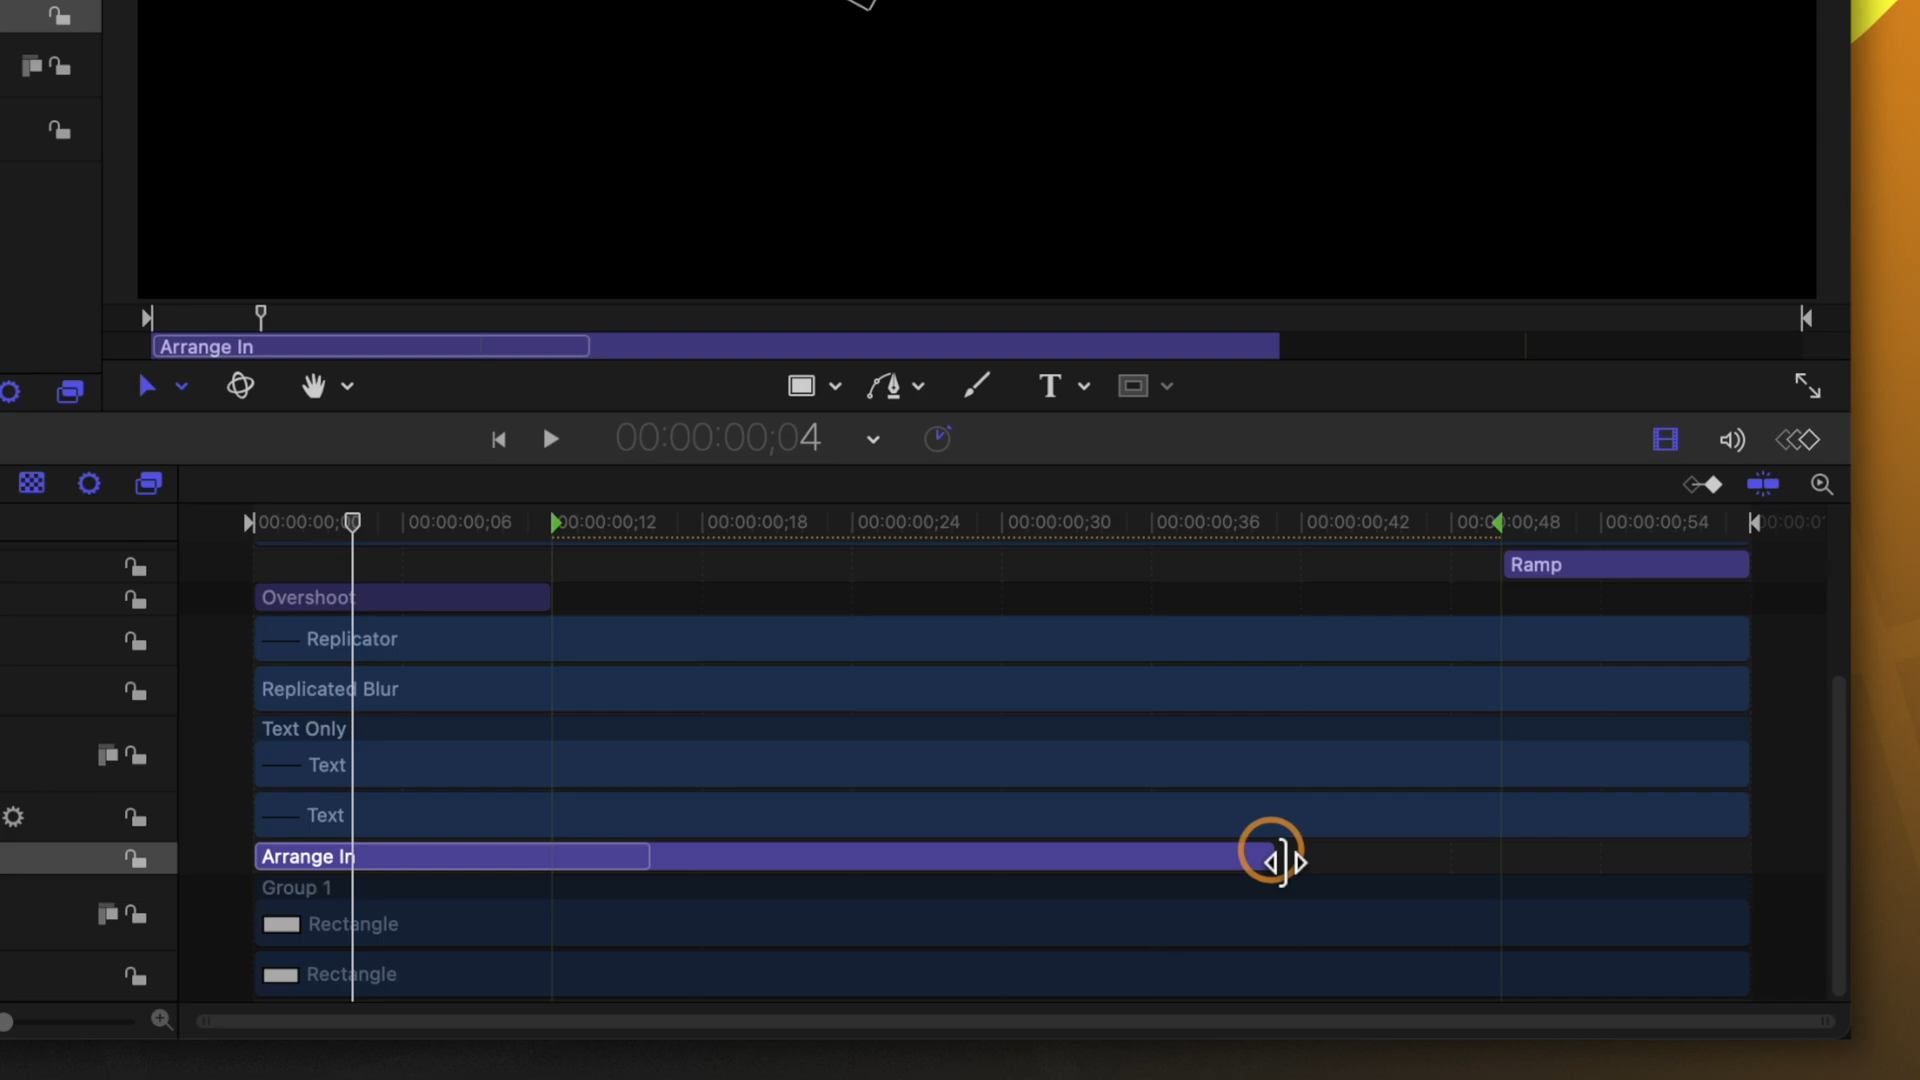 Arrange In
T
00:00:00;04
00:00:00;00
00:00:00;06
00:00:00;12
00:00:00;18
00:00:00;24
00:00:00;30
00:00:00;36
00:00:00;42
00:00:00;48
00:00:00;54
Ramp
Overshoot
Replicator
Replicated Blur
Text Only
Text
Text
Arrange In
Group 1
Rectangle
Rectangle